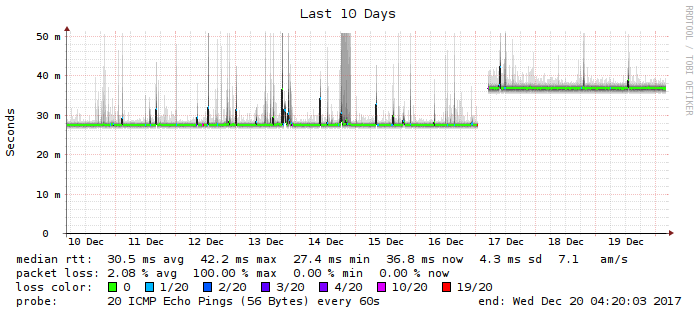 Last 10 Days
RRDTOOL / TOBI OETIKER
Seconds
50 m
40 m
30 m
20 m
10 m
0
10 Dec 11 Dec 12 Dec 13 Dec 14 Dec 15 Dec 16 Dec 17 Dec 18 Dec 19 Dec
median rtt: 30.5 ms avg 42.2 ms max 27.4 ms min 36.8 ms now 4.3 ms sd 7.1 am/s
packet loss: 2.08 % avg 100.00 % max 0.00 % min 0.00 % now
loss color: 0 1/20 2/20 3/20 4/20 10/20 19/20
probe: 20 ICMP Echo Pings (56 Bytes) every 60s end: Wed Dec 20 04:20:03 2017